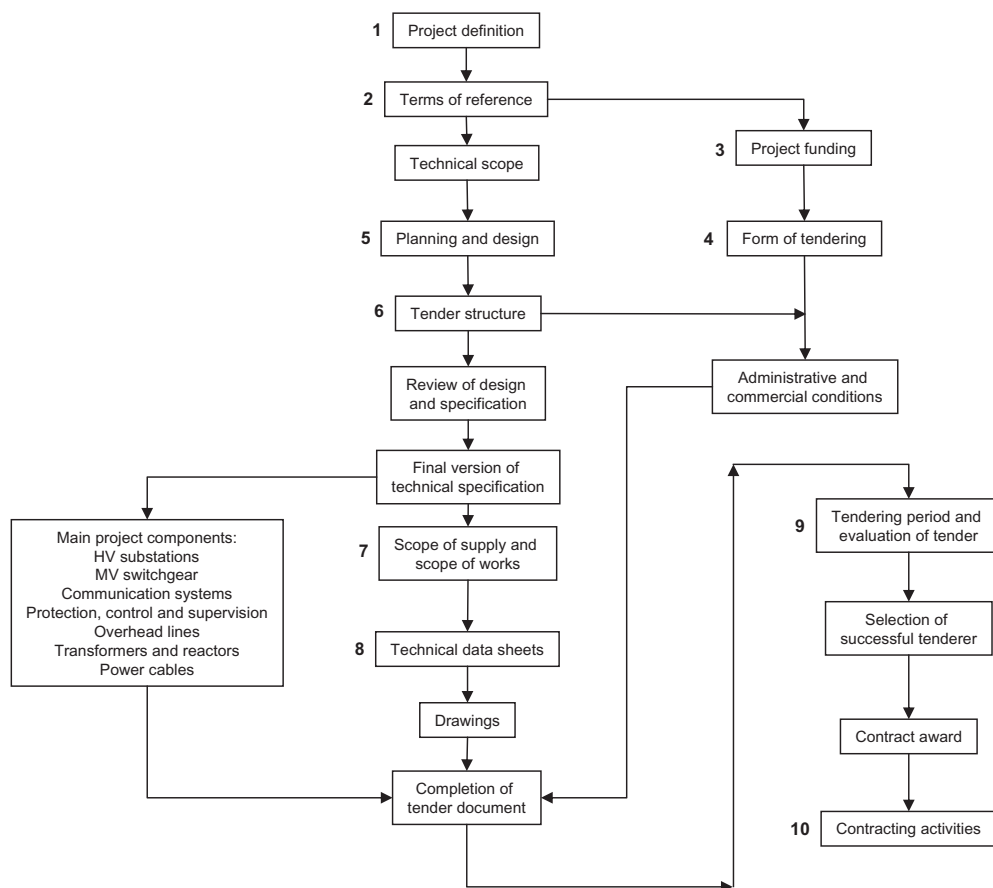 1
Project definition
2
Terms of reference
3
Project funding
Technical scope
5
Planning and design
4
Form of tendering
6
Tender structure
Review of design
and specification
Administrative and
commercial conditions
Final version of
technical specification
Main project components:
HV substations
MV switchgear
Communication systems
Protection, control and supervision
Overhead lines
Transformers and reactors
Power cables
7
Scope of supply and
scope of works
8
Technical data sheets
Drawings
Completion of
tender document
9
Tendering period and
evaluation of tender
Selection of
successful tenderer
Contract award
10
Contracting activities